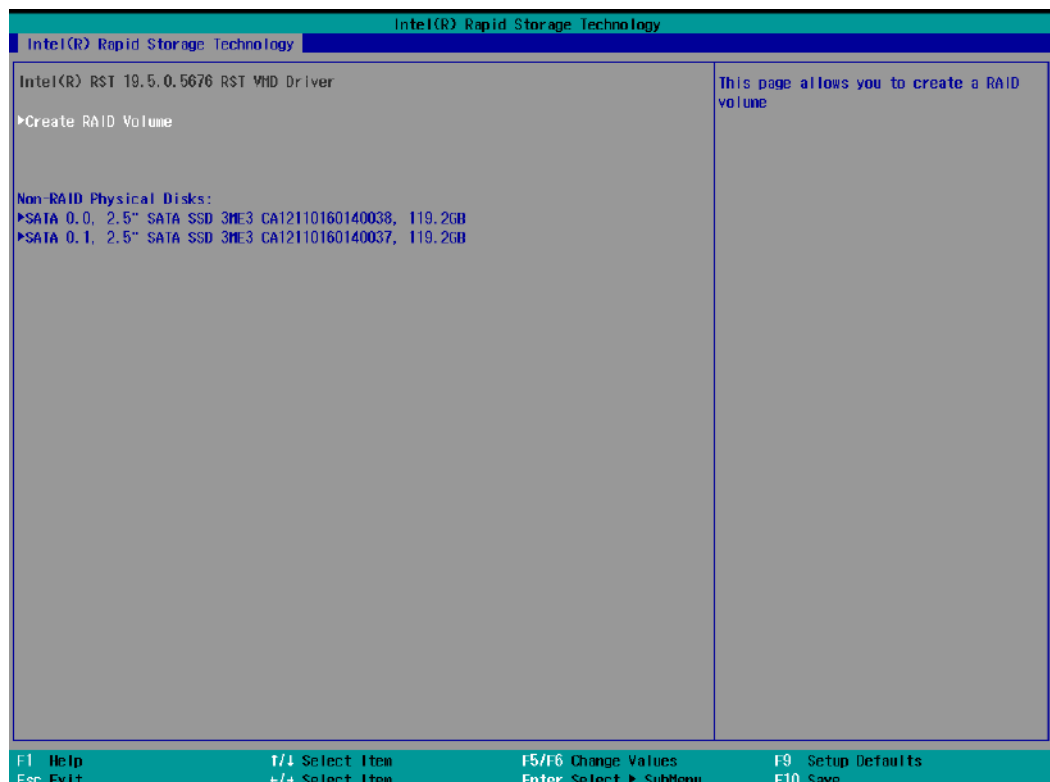 Intel(R) Rapid Storage Technology
Intel(R) Rapid Storage Technology
Intel(R) RST 19.5.0.5676 RST VMD Driver
This page allows you to create a RAID
volume
▶Create RAID Volume
Non-RAID Physical Disks:
▶SATA 0.0, 2.5" SATA SSD 3ME3 CA12110160140038, 119.2GB
▶SATA 0.1, 2.5" SATA SSD 3ME3 CA12110160140037, 119.2GB
F1 Help ↑/↓ Select Item F5/F6 Change Values F9 Setup Defaults
Esc Exit ←/→ Select Item Enter Select ▶ SubMenu F10 Save